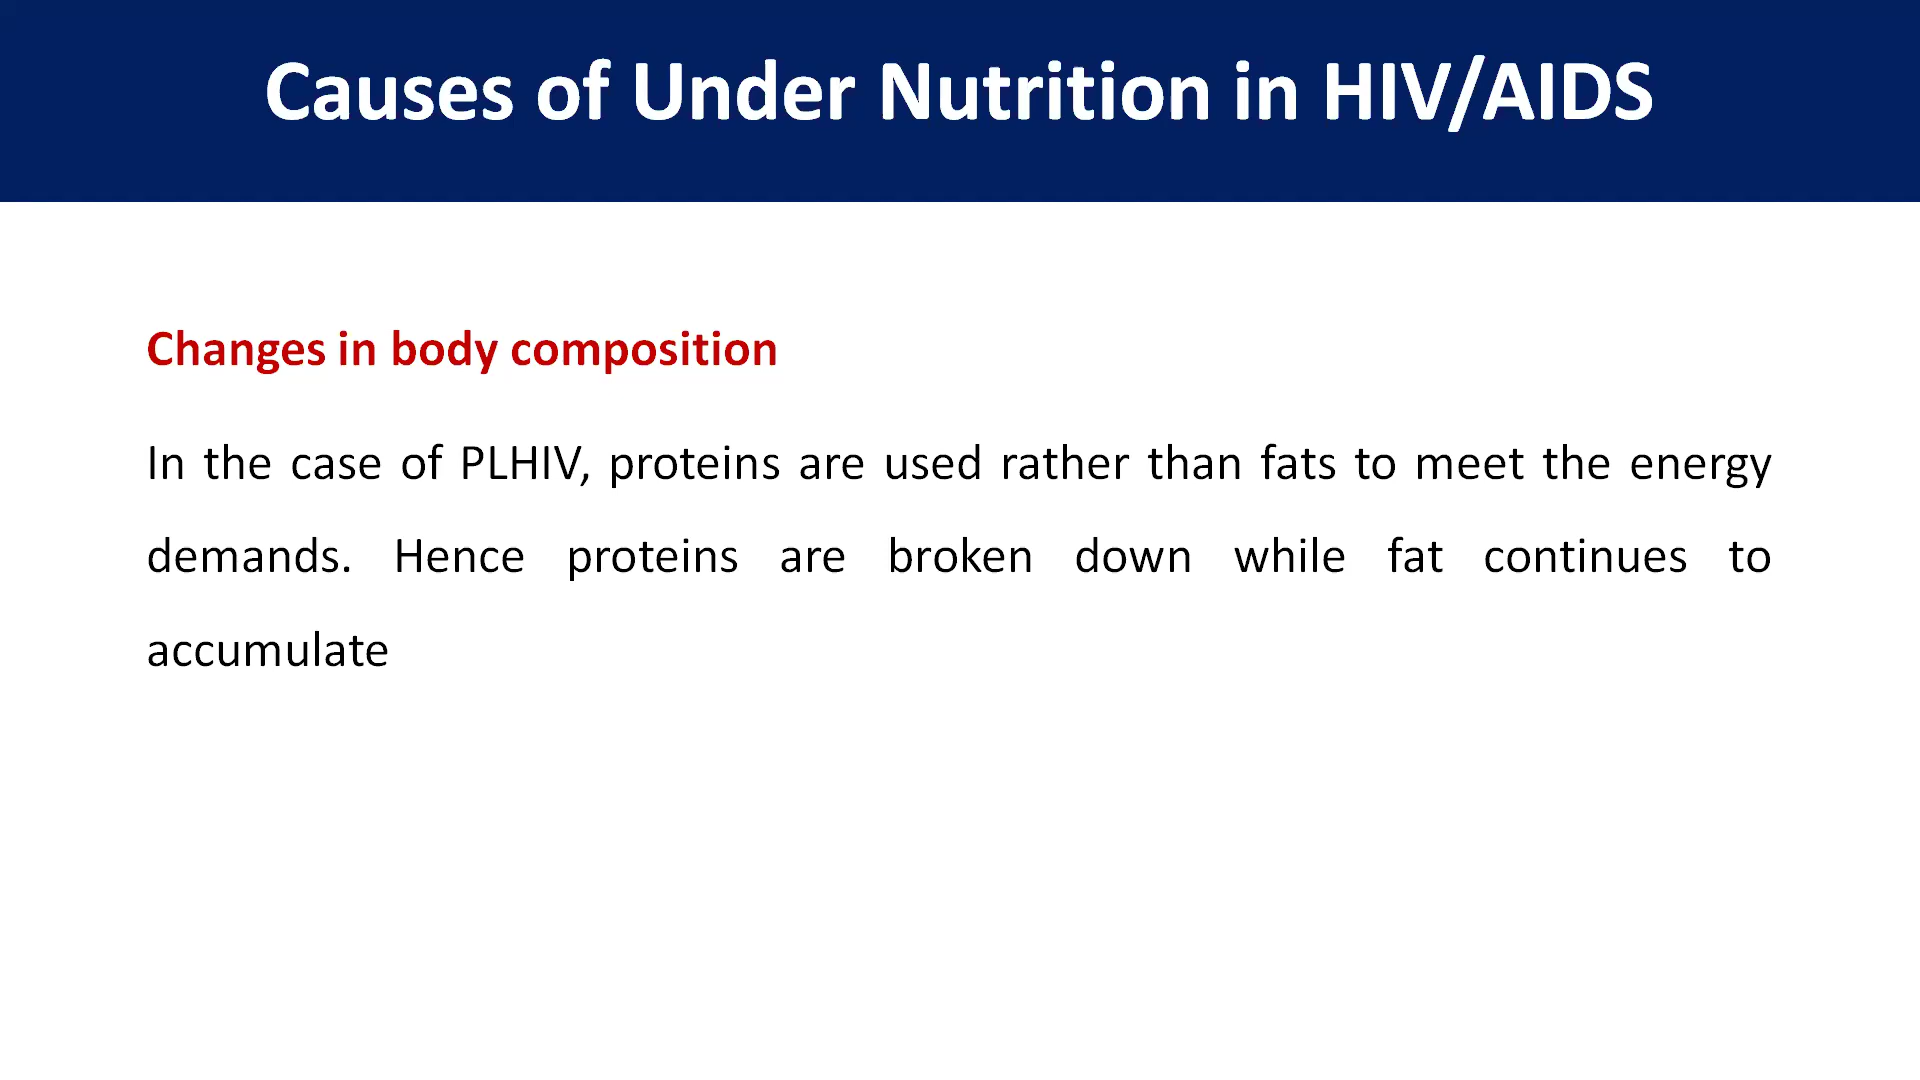 Causes of Under Nutrition in HIV/AIDS
Changes in body composition
In the case of PLHIV, proteins are used rather than fats to meet the energy
demands. Hence proteins are broken down while fat continues to
accumulate